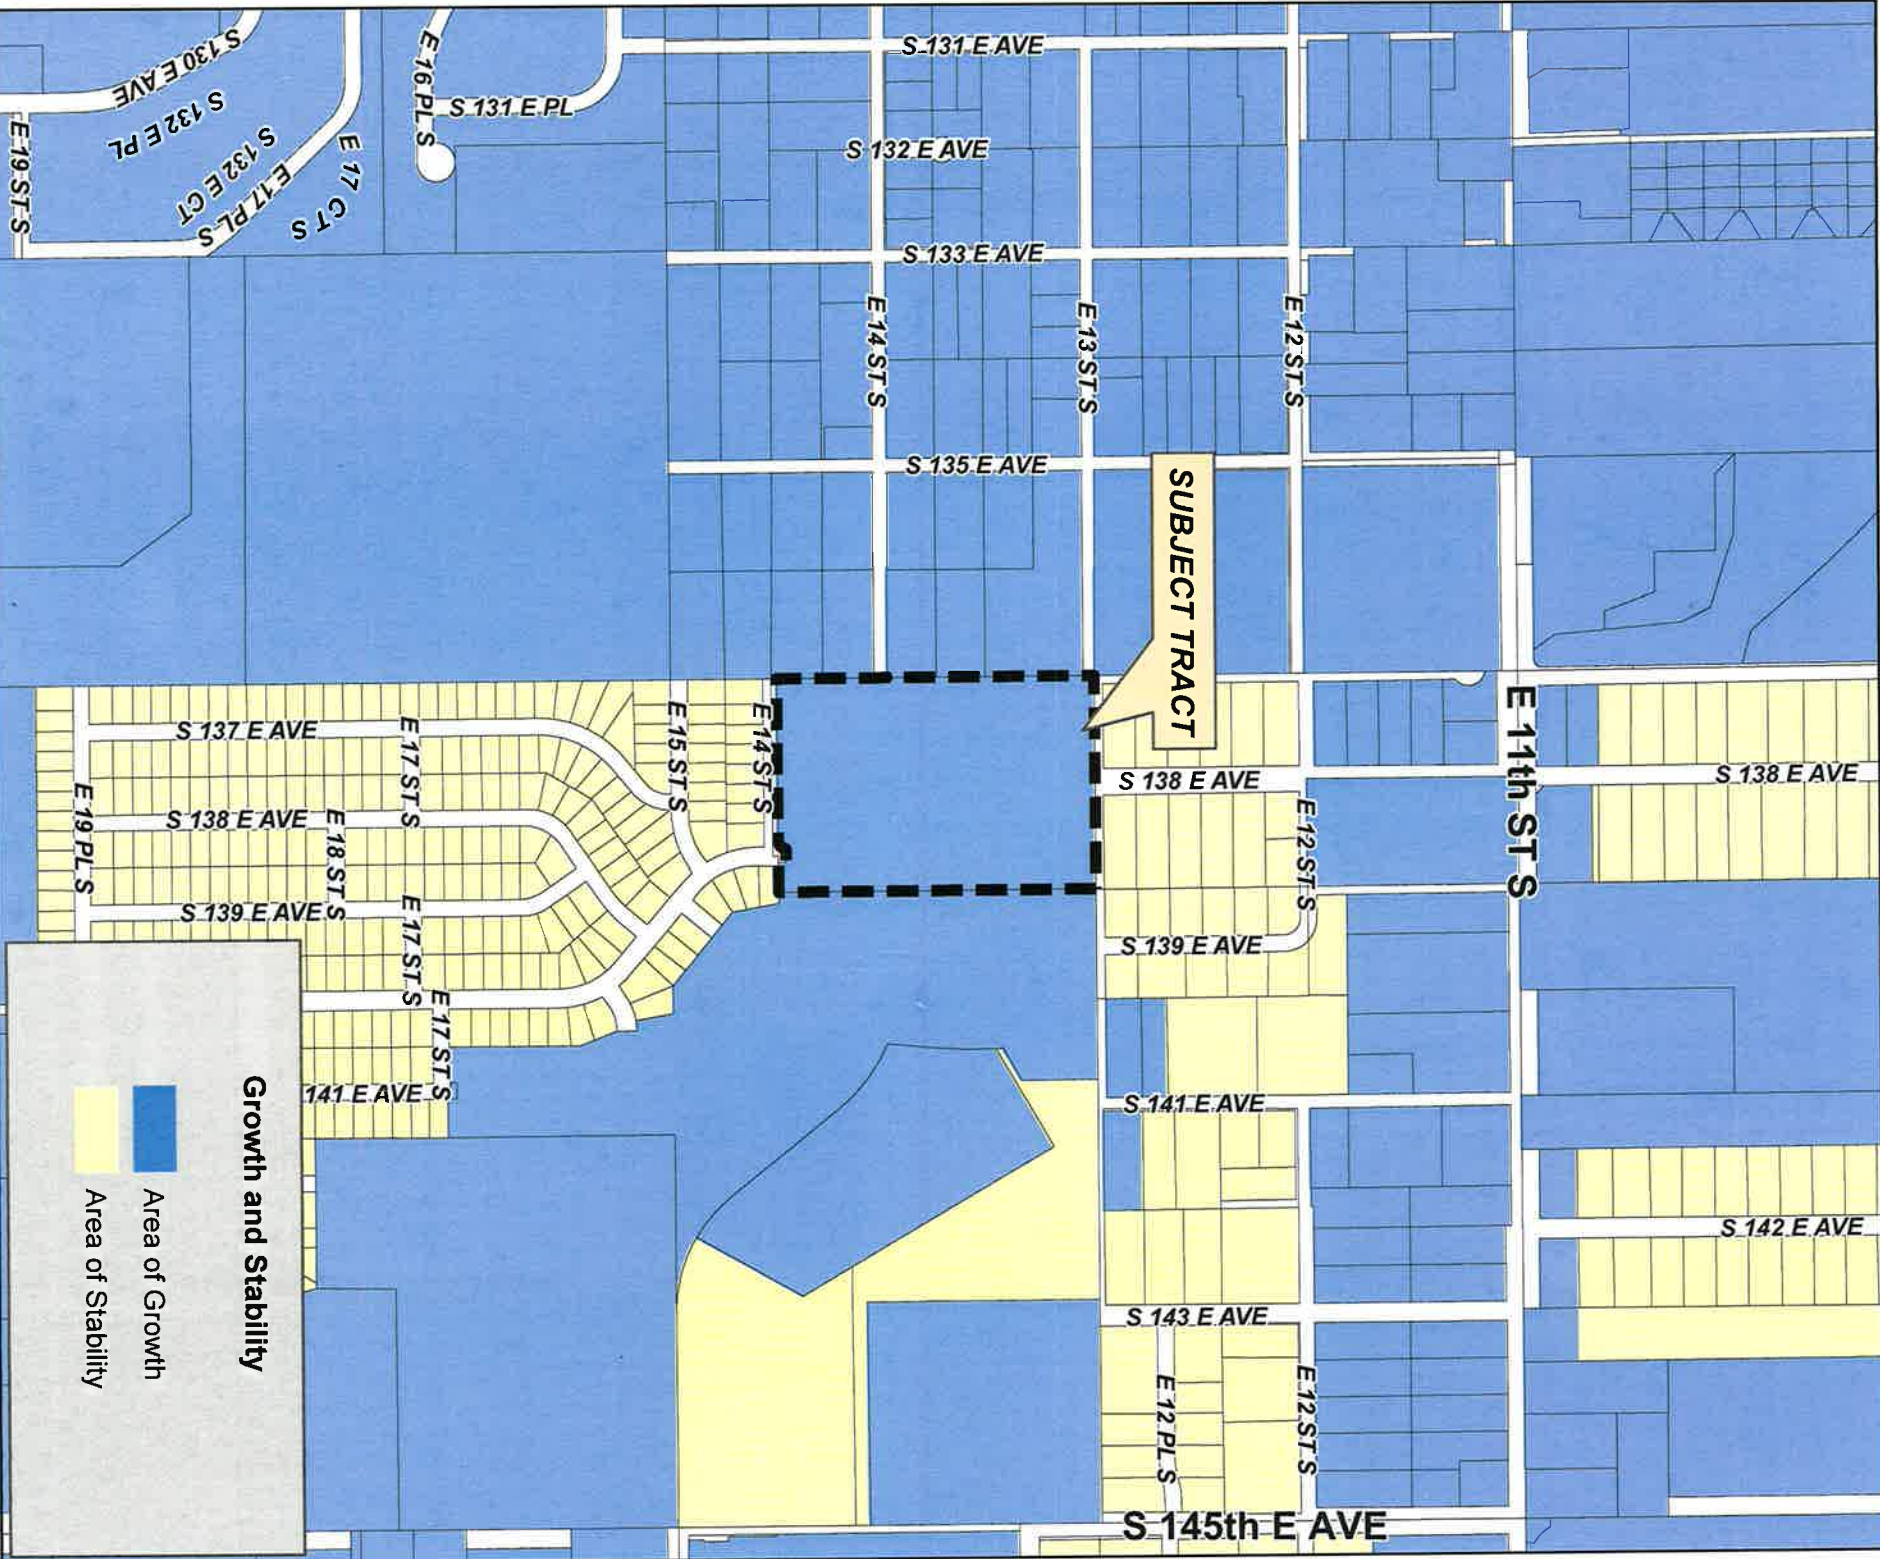 S 131 E AVE
S 130 E AVE
E 16 PL S
S 131 E PL
S 132 E PL
E 19 ST S
S 132 E CT
E 17 PL S
E 17 CT S
S 132 E AVE
S 133 E AVE
E 14 ST S
E 13 ST S
E 12 ST S
S 135 E AVE
SUBJECT TRACT
E 11th ST S
S 137 E AVE
E 17 ST S
E 15 ST S
E 14 ST S
S 138 E AVE
S 138 E AVE
S 138 E AVE
E 19 PL S
E 18 ST S
E 12 ST S
S 139 E AVE
E 17 ST S
S 139 E AVE
E 17 ST S
141 E AVE
S 141 E AVE
S 142 E AVE
S 143 E AVE
E 12 PL S
E 12 ST S
S 145th E AVE
Growth and Stability
Area of Growth
Area of Stability